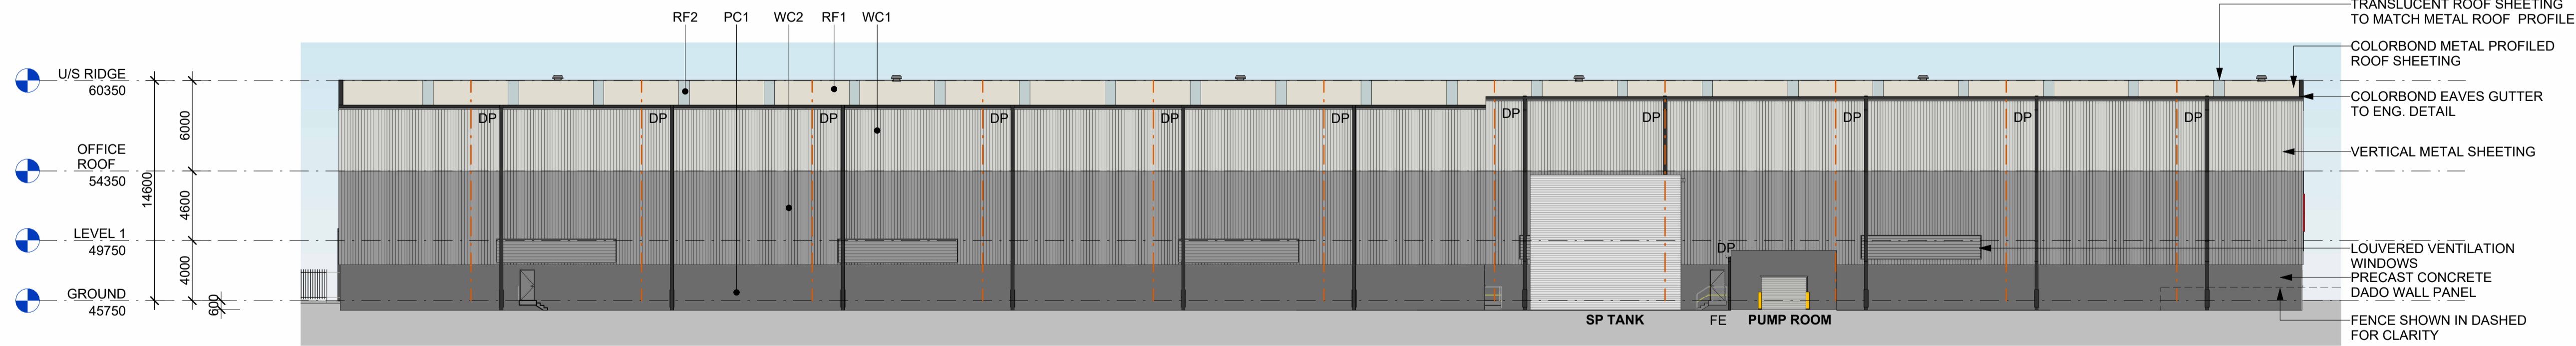 RF2
PC1
WC2
RF1
WC1
TRANSLUCENT ROOF SHEETING
TO MATCH METAL ROOF PROFILE
COLORBOND METAL PROFILED
ROOF SHEETING
COLORBOND EAVES GUTTER
TO ENG. DETAIL
VERTICAL METAL SHEETING
LOUVERED VENTILATION
WINDOWS
PRECAST CONCRETE
DADO WALL PANEL
FENCE SHOWN IN DASHED
FOR CLARITY
U/S RIDGE
60350
OFFICE
ROOF
54350
LEVEL 1
49750
GROUND
45750
14600
6000
4600
4000
600
DP
DP
DP
DP
DP
DP
DP
DP
DP
DP
DP
DP
SP TANK
FE
PUMP ROOM